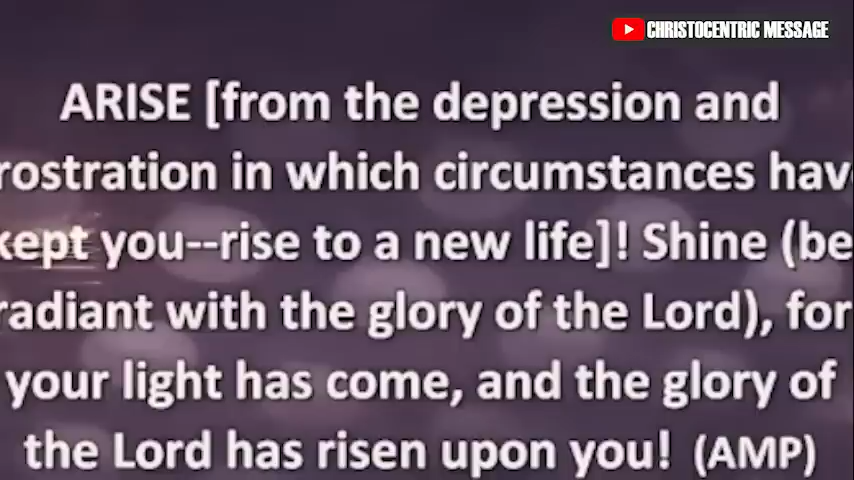 CHRISTOCENTRIC MESSAGE
ARISE [from the depression and
rostration in which circumstances have
kept you--rise to a new life]! Shine (be
radiant with the glory of the Lord), for
your light has come, and the glory of
the Lord has risen upon you! (AMP)